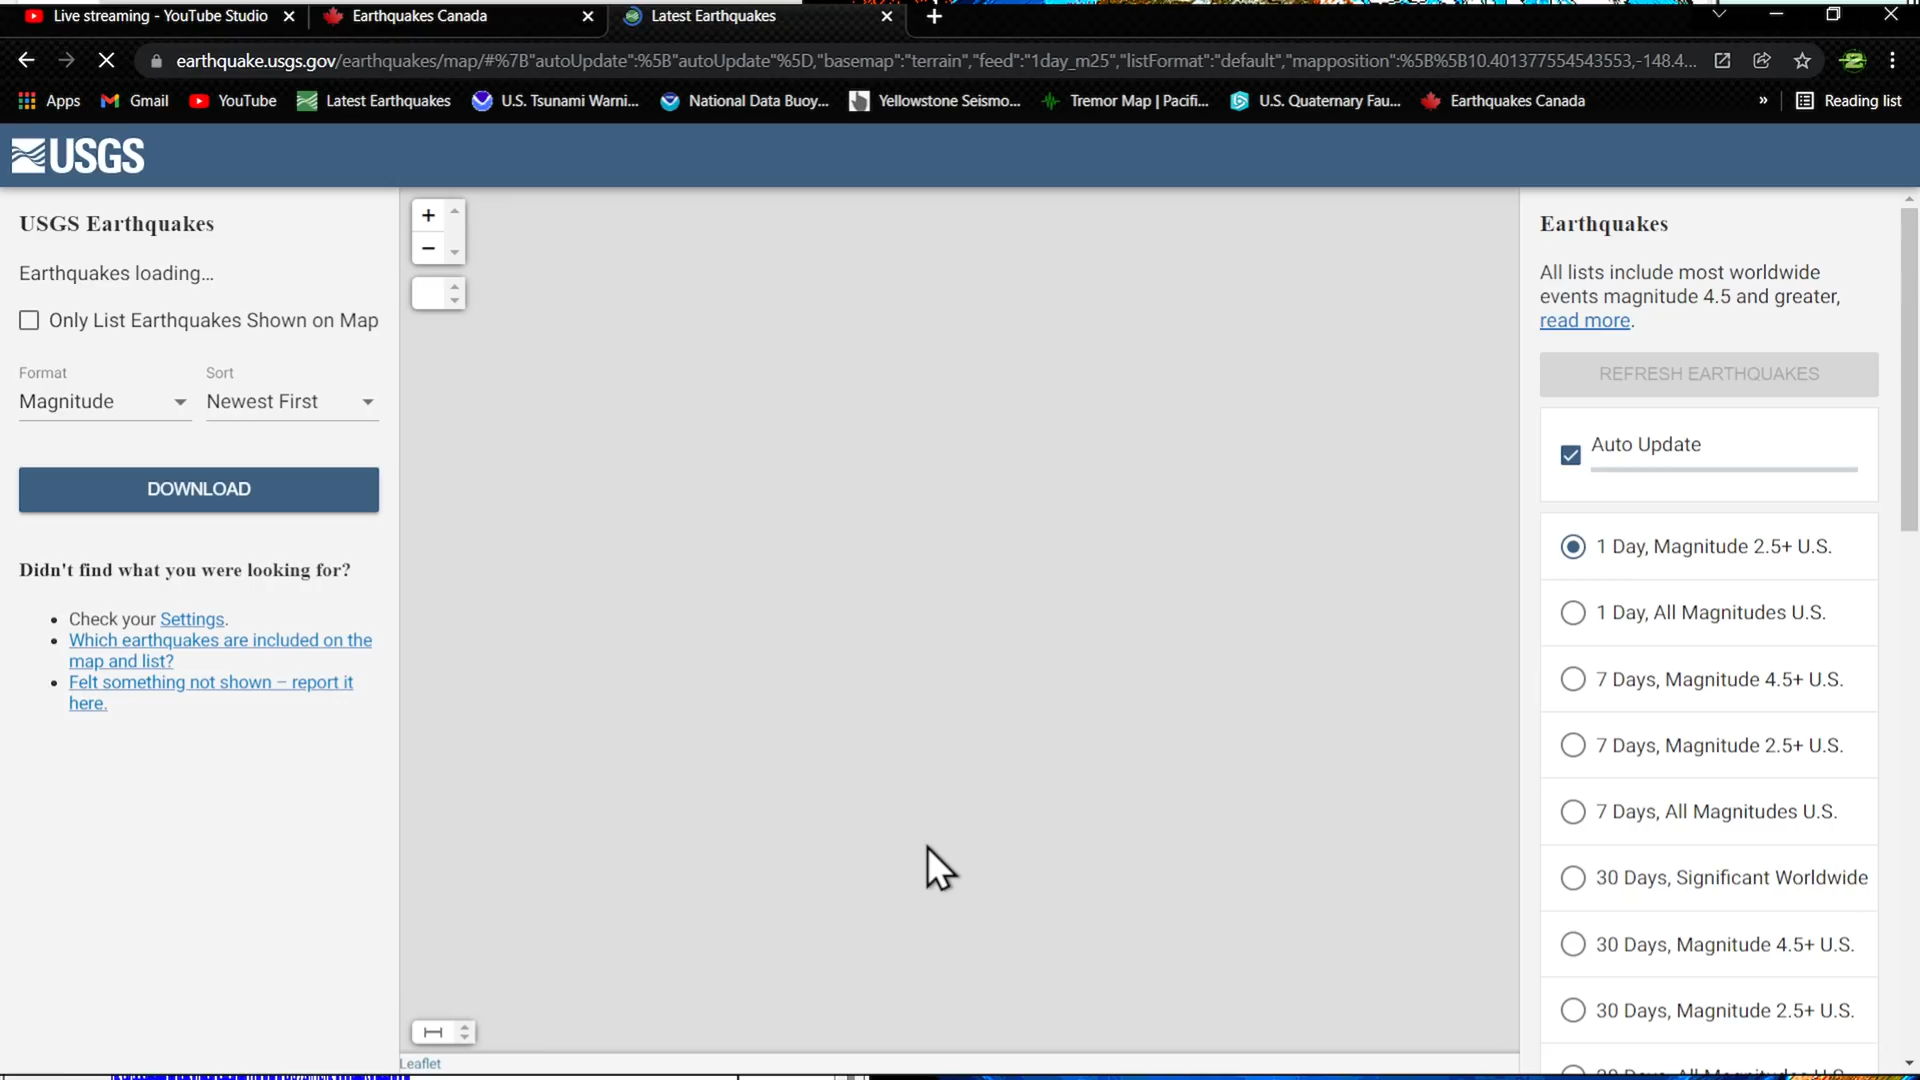 Live streaming - YouTube Studio
Earthquakes Canada
Latest Earthquakes
earthquake.usgs.gov/earthquakes/map/#%7B"autoUpdate":%5B"autoUpdate"%5D,"basemap":"terrain","feed":"1day_m25","listFormat":"default","mapposition":%5B%5B10.401377554543553,-148.4...
Apps
Gmail
YouTube
Latest Earthquakes
U.S. Tsunami Warni...
National Data Buoy...
Yellowstone Seismo...
Tremor Map | Pacifi...
U.S. Quaternary Fau...
Earthquakes Canada
»
Reading list
USGS
USGS Earthquakes
Earthquakes loading...
Only List Earthquakes Shown on Map
Format
Magnitude
Sort
Newest First
DOWNLOAD
Didn't find what you were looking for?
Check your Settings.
Which earthquakes are included on the
map and list?
Felt something not shown – report it
here.
+
−
Leaflet
Earthquakes
All lists include most worldwide
events magnitude 4.5 and greater,
read more.
REFRESH EARTHQUAKES
Auto Update
1 Day, Magnitude 2.5+ U.S.
1 Day, All Magnitudes U.S.
7 Days, Magnitude 4.5+ U.S.
7 Days, Magnitude 2.5+ U.S.
7 Days, All Magnitudes U.S.
30 Days, Significant Worldwide
30 Days, Magnitude 4.5+ U.S.
30 Days, Magnitude 2.5+ U.S.